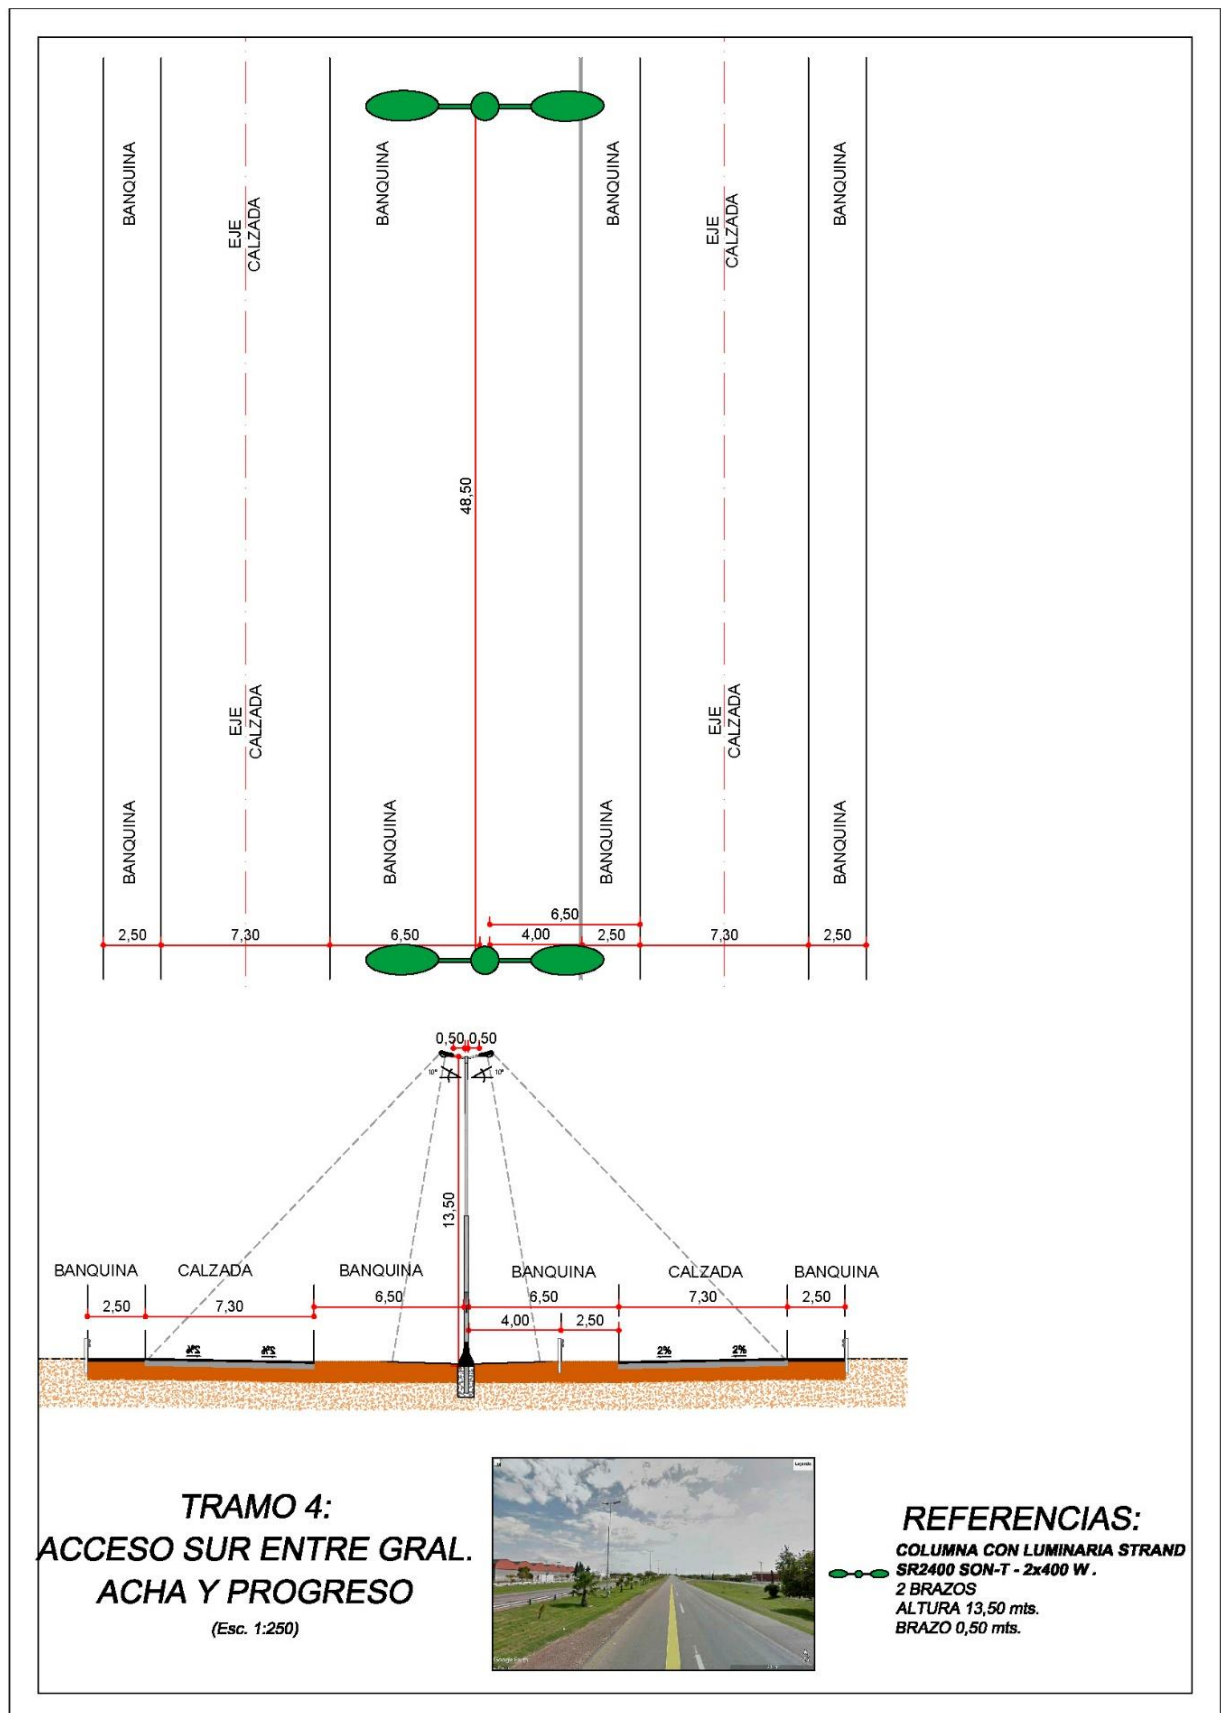 BANQUINA
EJE
CALZADA
BANQUINA
BANQUINA
EJE
CALZADA
BANQUINA
48,50
EJE
CALZADA
EJE
CALZADA
BANQUINA
BANQUINA
BANQUINA
BANQUINA
6,50
2,50
7,30
6,50
4,00
2,50
7,30
2,50
0,50
0,50
10°
10°
13,50
BANQUINA
CALZADA
BANQUINA
BANQUINA
CALZADA
BANQUINA
2,50
7,30
6,50
6,50
7,30
2,50
4,00
2,50
2%
2%
2%
2%
TRAMO 4:
ACCESO SUR ENTRE GRAL.
ACHA Y PROGRESO
(Esc. 1:250)
Google Earth
REFERENCIAS:
COLUMNA CON LUMINARIA STRAND
SR2400 SON-T - 2x400 W .
2 BRAZOS
ALTURA 13,50 mts.
BRAZO 0,50 mts.